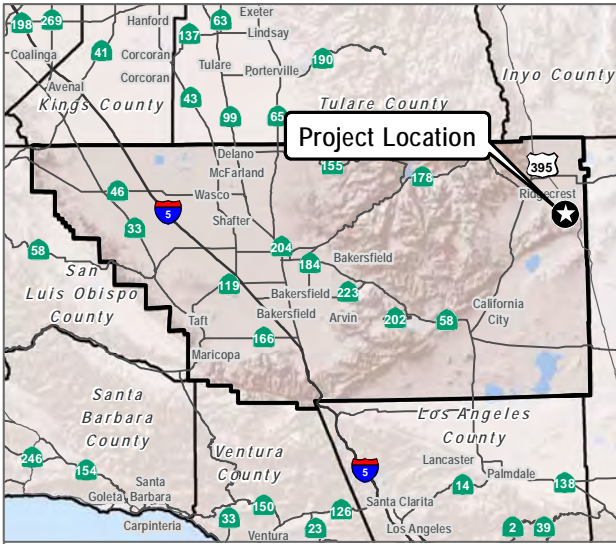 198
269
Hanford
137
63
Exeter
Lindsay
Coalinga
41
Corcoran
Corcoran
Tulare
Porterville
190
Avenal
Kings County
43
99
65
Tulare County
Inyo County
Project Location
395
Delano
McFarland
155
178
Ridgecrest
46
Wasco
5
Shafter
33
58
204
184
Bakersfield
San
Luis Obispo
County
119
Bakersfield
223
Bakersfield
Arvin
202
58
California
City
Taft
166
Maricopa
Santa
Barbara
County
Ventura
County
Los Angeles
County
5
246
154
Lancaster
Palmdale
14
138
Santa
Barbara
Goleta
Carpinteria
150
33
Ventura
23
126
Santa Clarita
Los Angeles
2
39